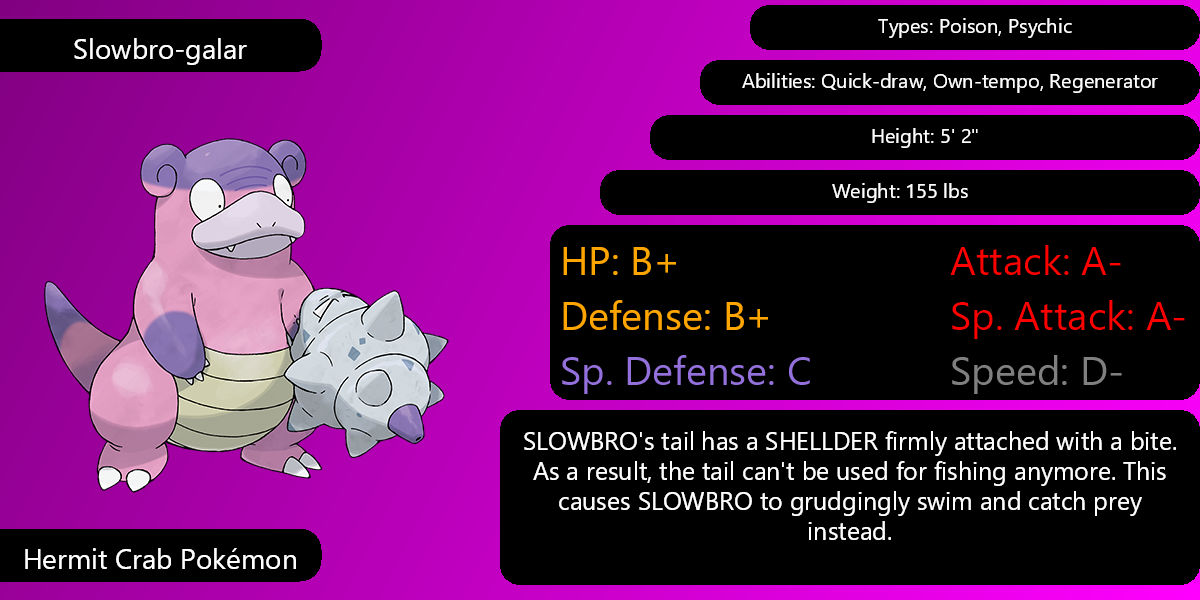 Slowbro-galar
Types: Poison, Psychic
Abilities: Quick-draw, Own-tempo, Regenerator
Height: 5' 2"
Weight: 155 lbs
HP: B+
Attack: A-
Defense: B+
Sp. Attack: A-
Sp. Defense: C
Speed: D-
SLOWBRO's tail has a SHELLDER firmly attached with a bite.
As a result, the tail can't be used for fishing anymore. This
causes SLOWBRO to grudgingly swim and catch prey
instead.
Hermit Crab Pokémon